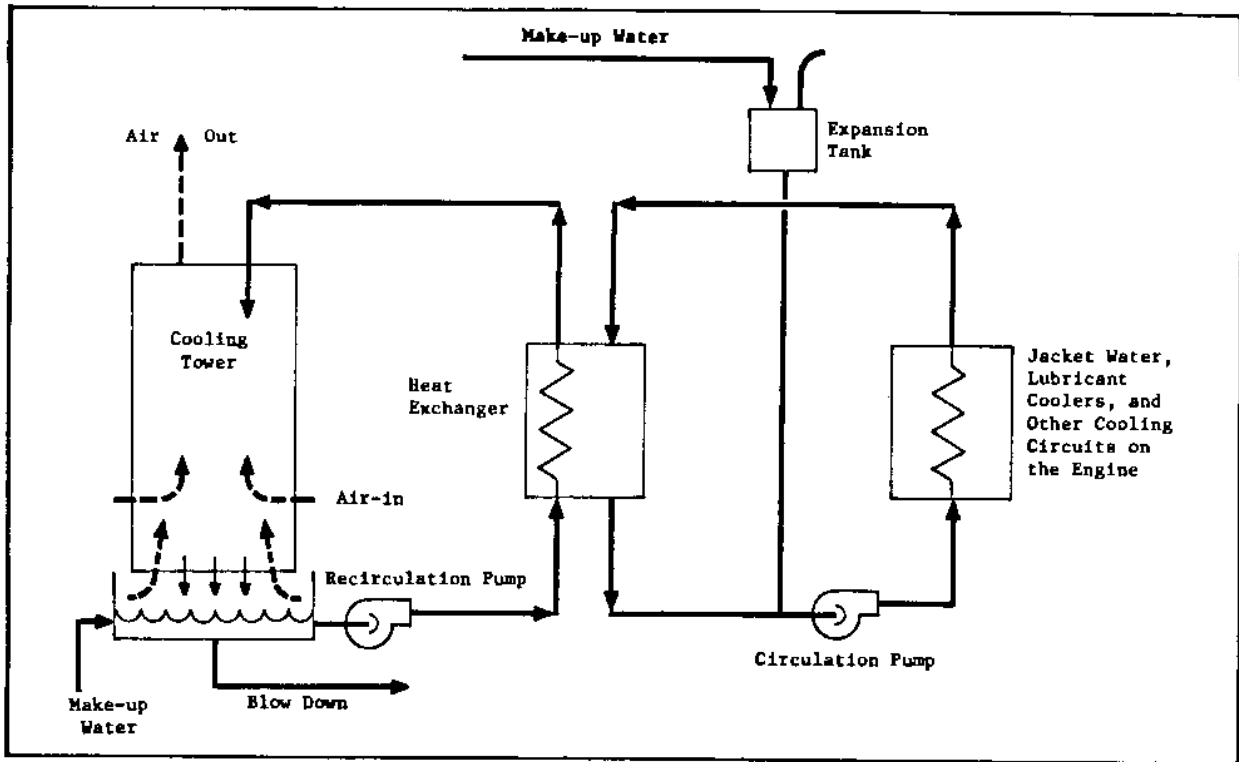 Make-up Water
Air Out
Expansion
Tank
Cooling
Tower
Heat
Exchanger
Jacket Water,
Lubricant
Coolers, and
Other Cooling
Circuits on
the Engine
Air-in
Recirculation Pump
Circulation Pump
Make-up
Water
Blow Down